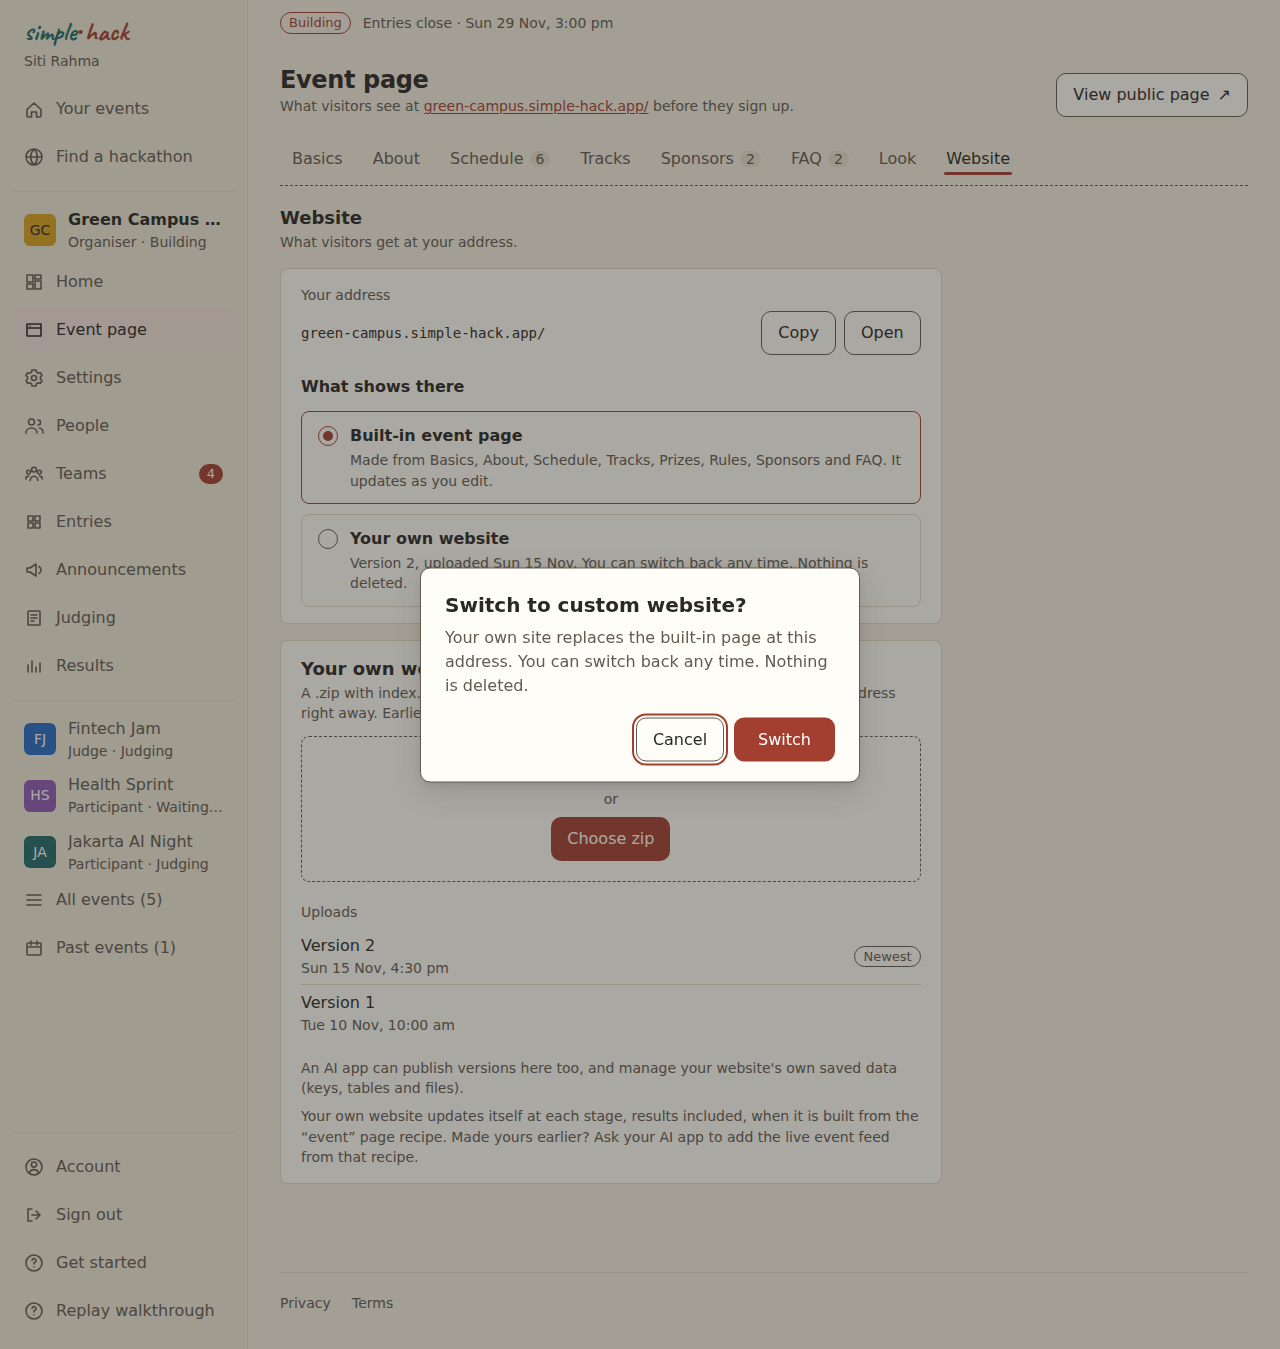 simple·hack
Siti Rahma
Your events
Find a hackathon
GC
Green Campus …
Organiser · Building
Home
Event page
Settings
People
Teams
4
Entries
Announcements
Judging
Results
FJ
Fintech Jam
Judge · Judging
HS
Health Sprint
Participant · Waiting…
JA
Jakarta AI Night
Participant · Judging
All events (5)
Past events (1)
Account
Sign out
Get started
Replay walkthrough
Building
Entries close · Sun 29 Nov, 3:00 pm
Event page
What visitors see at green-campus.simple-hack.app/ before they sign up.
View public page ↗
Basics
About
Schedule 6
Tracks
Sponsors 2
FAQ 2
Look
Website
Website
What visitors get at your address.
Your address
green-campus.simple-hack.app/
Copy
Open
What shows there
Built-in event page
Made from Basics, About, Schedule, Tracks, Prizes, Rules, Sponsors and FAQ. It
updates as you edit.
Your own website
Version 2, uploaded Sun 15 Nov. You can switch back any time. Nothing is
deleted.
Switch to custom website?
Your own site replaces the built-in page at this
address. You can switch back any time. Nothing
is deleted.
Cancel
Switch
Your own
A .zip with index.
right away.
or
Choose zip
Uploads
Version 2
Sun 15 Nov, 4:30 pm
Newest
Version 1
Tue 10 Nov, 10:00 am
An AI app can publish versions here too, and manage your website's own saved data
(keys, tables and files).
Your own website updates itself at each stage, results included, when it is built from the
“event” page recipe. Made yours earlier? Ask your AI app to add the live event feed
from that recipe.
Privacy
Terms